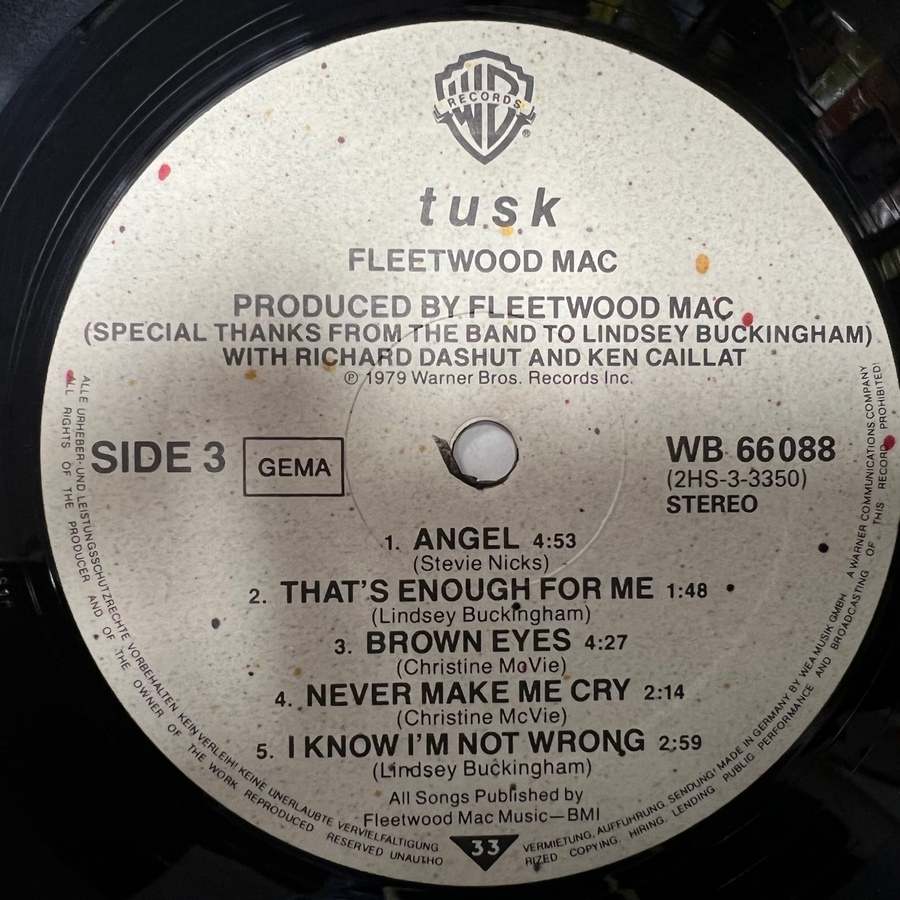 WB
RECORDS
®
tusk
FLEETWOOD MAC
PRODUCED BY FLEETWOOD MAC
(SPECIAL THANKS FROM THE BAND TO LINDSEY BUCKINGHAM)
WITH RICHARD DASHUT AND KEN CAILLAT
℗ 1979 Warner Bros. Records Inc.
SIDE 3
GEMA
WB 66 088
(2HS-3-3350)
STEREO
1. ANGEL 4:53
(Stevie Nicks)
2. THAT'S ENOUGH FOR ME 1:48
(Lindsey Buckingham)
3. BROWN EYES 4:27
(Christine McVie)
4. NEVER MAKE ME CRY 2:14
(Christine McVie)
5. I KNOW I'M NOT WRONG 2:59
(Lindsey Buckingham)
All Songs Published by
Fleetwood Mac Music—BMI
33
ALLE URHEBER- UND LEISTUNGSSCHUTZRECHTE VORBEHALTEN KEIN VERLEIH! KEINE UNERLAUBTE VERVIELFÄLTIGUNG
VERMIETUNG, AUFFÜHRUNG, SENDUNG! MADE IN GERMANY BY WEA MUSIK GMBH A WARNER COMMUNICATIONS COMPANY
ALL RIGHTS OF THE PRODUCER AND OF THE OWNER OF THE WORK REPRODUCED RESERVED UNAUTHO
RIZED COPYING, HIRING, LENDING PUBLIC PERFORMANCE AND BROADCASTING OF THIS RECORD PROHIBITED!